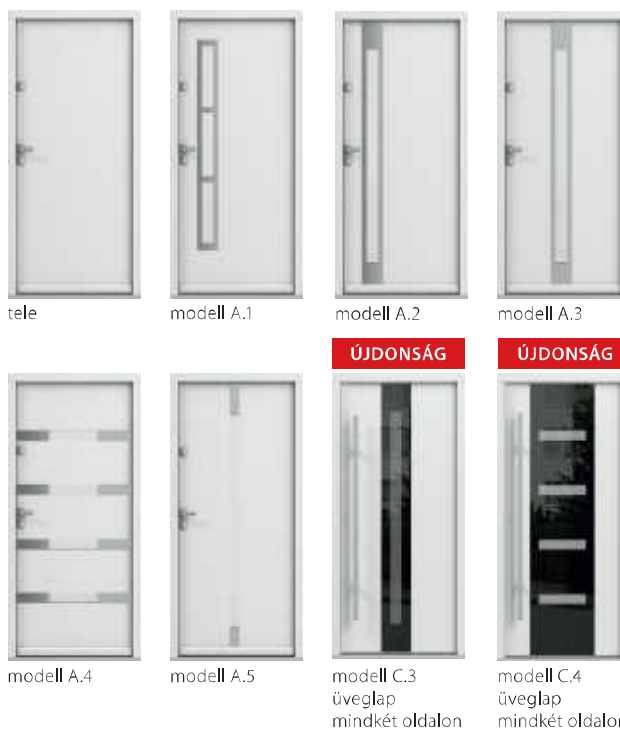 tele
modell A.1
modell A.2
modell A.3
ÚJDONSÁG
ÚJDONSÁG
modell A.4
modell A.5
modell C.3
üveglap
mindkét oldalon
modell C.4
üveglap
mindkét oldalon